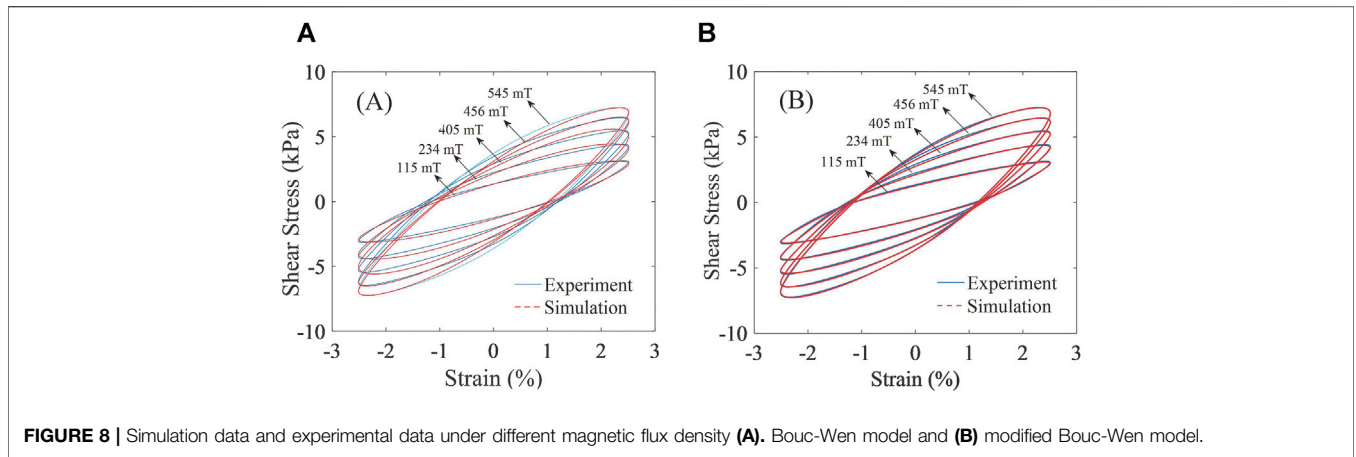 A
(A)
10
5
0
-5
-10
Shear Stress (kPa)
545 mT
456 mT
405 mT
234 mT
115 mT
Experiment
Simulation
-3 -2 -1 0 1 2 3
Strain (%)
B
(B)
10
5
0
-5
-10
Shear Stress (kPa)
545 mT
456 mT
405 mT
234 mT
115 mT
Experiment
Simulation
-3 -2 -1 0 1 2 3
Strain (%)
FIGURE 8 | Simulation data and experimental data under different magnetic flux density (A). Bouc-Wen model and (B) modified Bouc-Wen model.